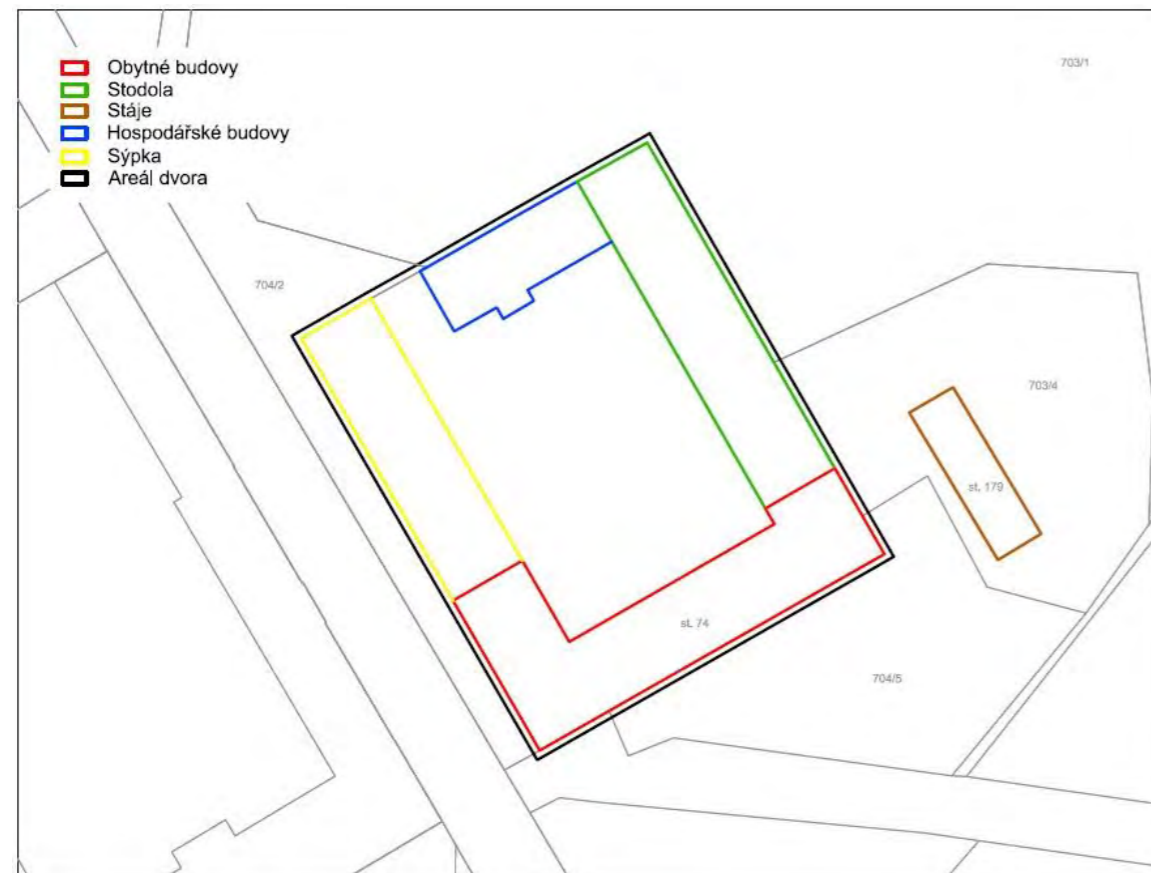 Obytné budovy
Stodola
Stáje
Hospodářské budovy
Sýpka
Areál dvora
703/1
704/2
703/4
st. 179
st. 74
704/5